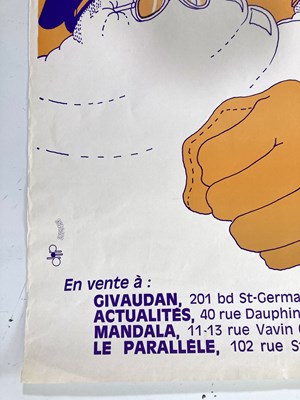 En vente à :
GIVAUDAN, 201 bd St-Germa
ACTUALITÉS, 40 rue Dauphin
MANDALA, 11-13 rue Vavin (
LE PARALLÈLE, 102 rue S